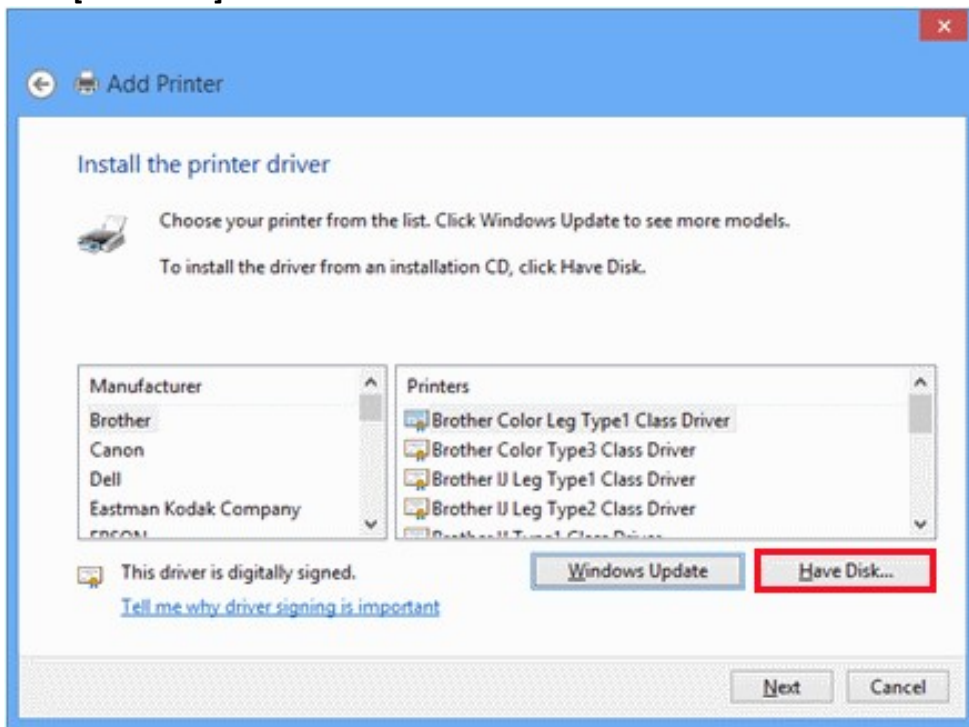 Add Printer
Install the printer driver
Choose your printer from the list. Click Windows Update to see more models.
To install the driver from an installation CD, click Have Disk.
Manufacturer
Brother
Canon
Dell
Eastman Kodak Company
EPSON
Printers
Brother Color Leg Type1 Class Driver
Brother Color Type3 Class Driver
Brother IJ Leg Type1 Class Driver
Brother IJ Leg Type2 Class Driver
This driver is digitally signed.
Tell me why driver signing is important
Windows Update
Have Disk...
Next
Cancel